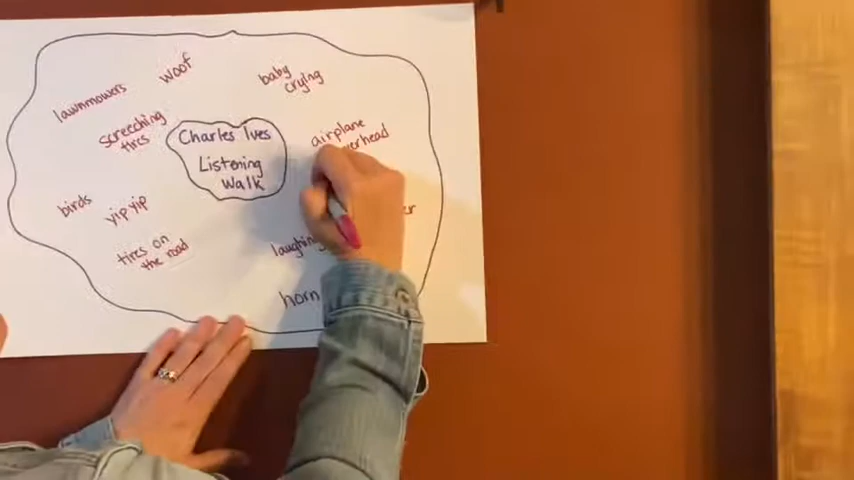 woof
baby
crying
lawnmowers
screeching
tires
Charles Ives
Listening
Walk
airplane
birds
yip yip
tires on
the road
laughing
horn